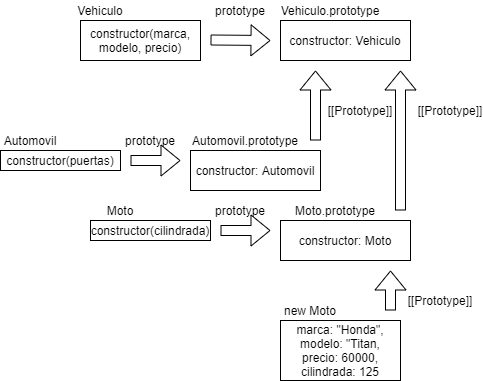 Vehiculo
prototype
Vehiculo.prototype
constructor(marca,
modelo, precio)
constructor: Vehiculo
[[Prototype]]
[[Prototype]]
Automovil
prototype
Automovil.prototype
constructor(puertas)
constructor: Automovil
Moto
prototype
Moto.prototype
constructor(cilindrada)
constructor: Moto
[[Prototype]]
new Moto
marca: "Honda",
modelo: "Titan,
precio: 60000,
cilindrada: 125